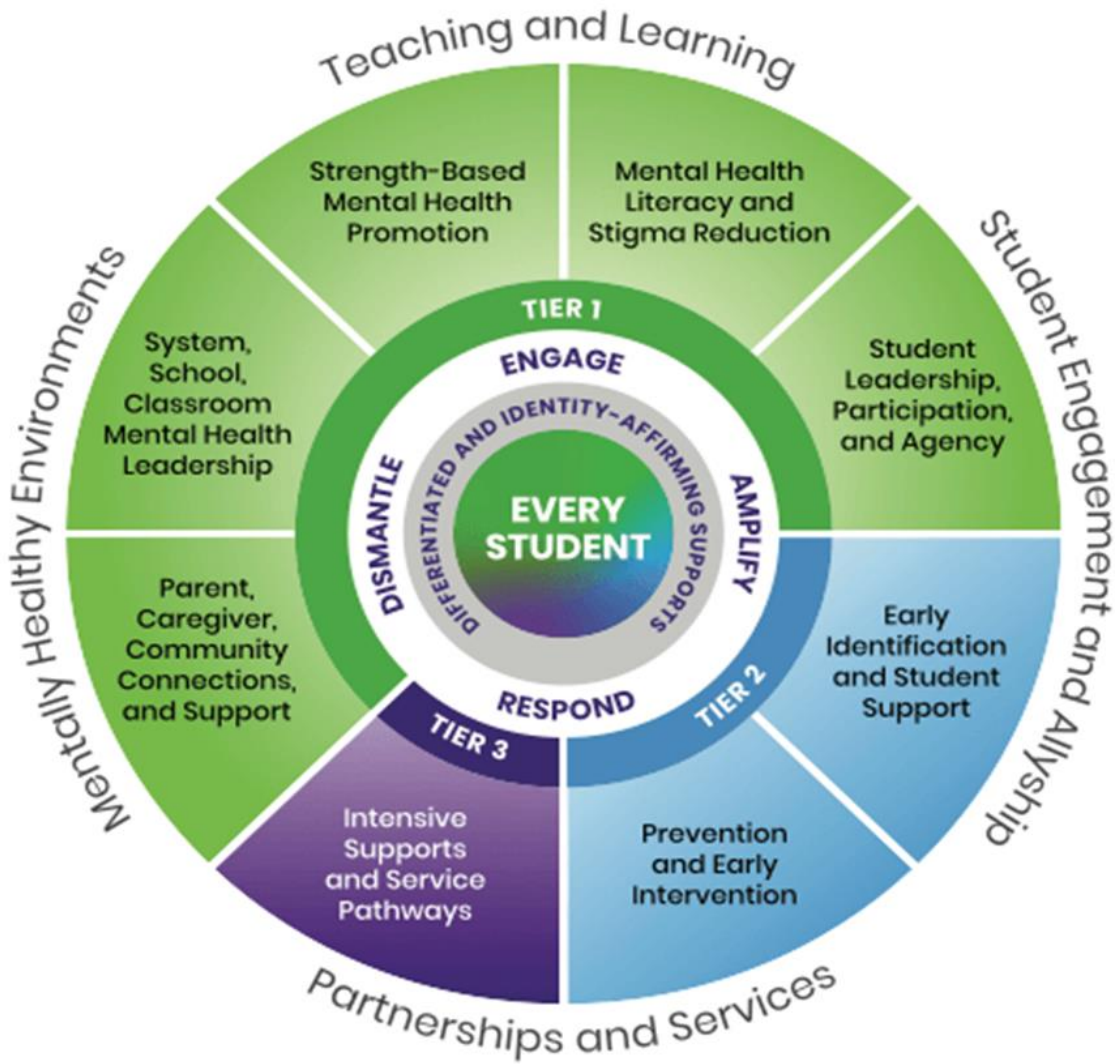 Teaching and Learning
Strength-Based
Mental Health
Promotion
Mental Health
Literacy and
Stigma Reduction
Student Engagement and Allyship
Student
Leadership,
Participation,
and Agency
Early
Identification
and Student
Support
Partnerships and Services
Prevention
and Early
Intervention
Intensive
Supports
and Service
Pathways
Mentally Healthy Environments
Parent,
Caregiver,
Community
Connections,
and Support
System,
School,
Classroom
Mental Health
Leadership
TIER 1
TIER 2
TIER 3
ENGAGE
AMPLIFY
RESPOND
DISMANTLE
DIFFERENTIATED AND IDENTITY-AFFIRMING SUPPORTS
EVERY
STUDENT